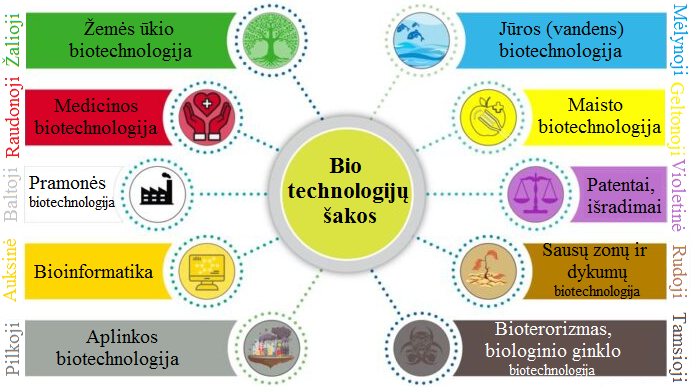 Bio
technologijų
šakos
Žalioji
Žemės ūkio
biotechnologija
Raudonoji
Medicinos
biotechnologija
Baltoji
Pramonės
biotechnologija
Auksinė
Bioinformatika
Pilkoji
Aplinkos
biotechnologija
Jūros (vandens)
biotechnologija
Mėlynoji
Maisto
biotechnologija
Geltonoji
Patentai,
išradimai
Violetinė
Sausų zonų ir
dykumų
biotechnologija
Rudoji
Bioterorizmas,
biologinio ginklo
biotechnologija
Tamsioji